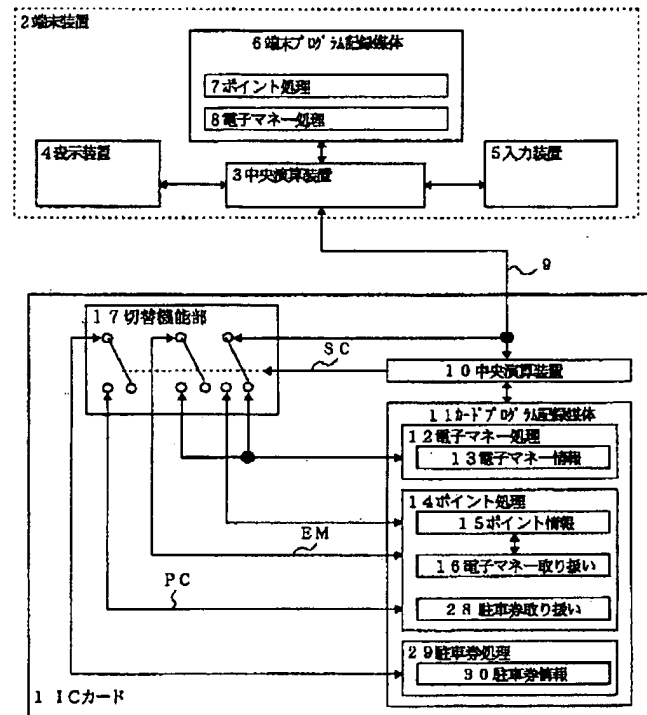 2端末装置
6端末プログラム記録媒体
7ポイント処理
8電子マネー処理
4表示装置
3中央演算装置
5入力装置
9
17切替機能部
SC
10中央演算装置
11カードプログラム記録媒体
12電子マネー処理
13電子マネー情報
14ポイント処理
15ポイント情報
EM
16電子マネー取り扱い
PC
28駐車券取り扱い
29駐車券処理
30駐車券情報
1 ICカード